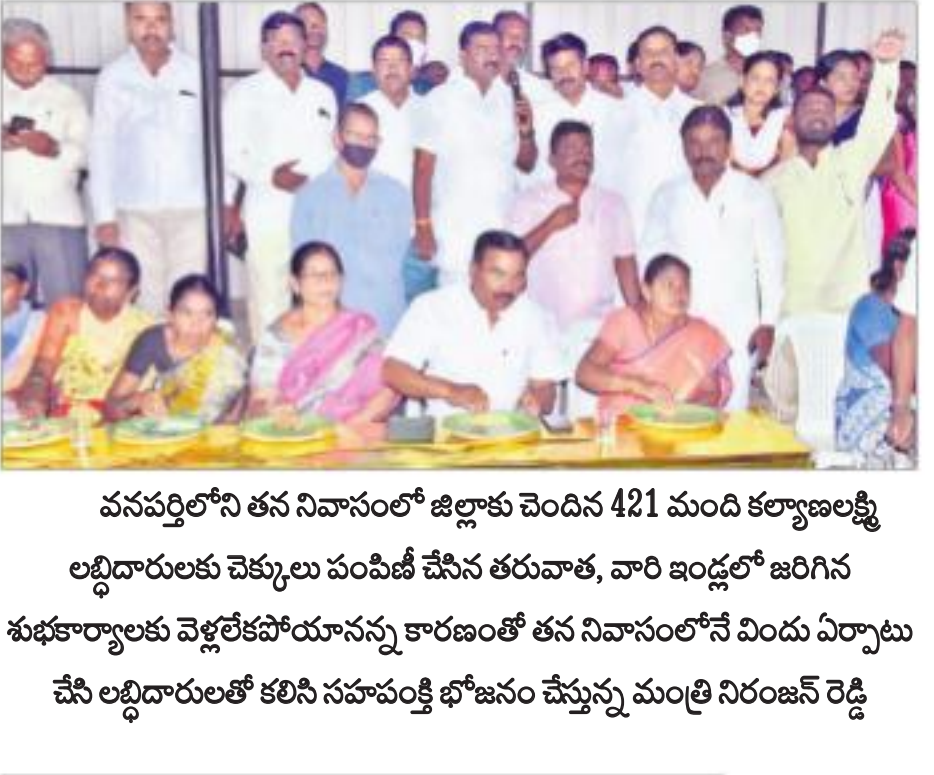 వనపర్తిలోని తన నివాసంలో జిల్లాకు చెందిన 421 మంది కల్యాణలక్ష్మి
లబ్ధిదారులకు చెక్కులు పంపిణీ చేసిన తరువాత, వారి ఇండ్లలో జరిగిన
శుభకార్యాలకు వెళ్లలేకపోయానన్న కారణంతో తన నివాసంలోనే విందు ఏర్పాటు
చేసి లబ్ధిదారులతో కలిసి సహపంక్తి భోజనం చేస్తున్న మంత్రి నిరంజన్ రెడ్డి